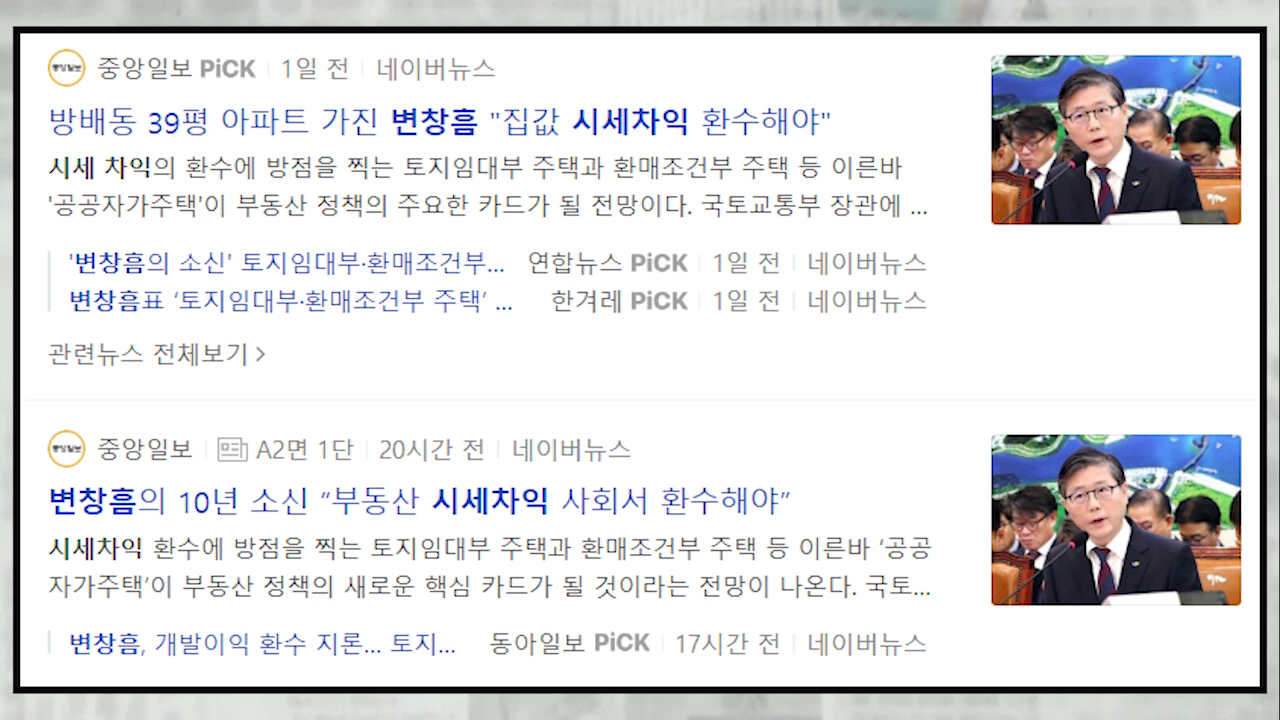 중앙일보 중앙일보 PiCK 1일 전 네이버뉴스
방배동 39평 아파트 가진 변창흠 "집값 시세차익 환수해야"
시세 차익의 환수에 방점을 찍는 토지임대부 주택과 환매조건부 주택 등 이른바
'공공자가주택'이 부동산 정책의 주요한 카드가 될 전망이다. 국토교통부 장관에 ...
'변창흠의 소신' 토지임대부·환매조건부... 연합뉴스 PiCK 1일 전 네이버뉴스
변창흠표 ‘토지임대부·환매조건부 주택’ ... 한겨레 PiCK 1일 전 네이버뉴스
관련뉴스 전체보기 >
중앙일보 중앙일보 A2면 1단 20시간 전 네이버뉴스
변창흠의 10년 소신 “부동산 시세차익 사회서 환수해야”
시세차익 환수에 방점을 찍는 토지임대부 주택과 환매조건부 주택 등 이른바 ‘공공
자가주택’이 부동산 정책의 새로운 핵심 카드가 될 것이라는 전망이 나온다. 국토...
변창흠, 개발이익 환수 지론... 토지... 동아일보 PiCK 17시간 전 네이버뉴스